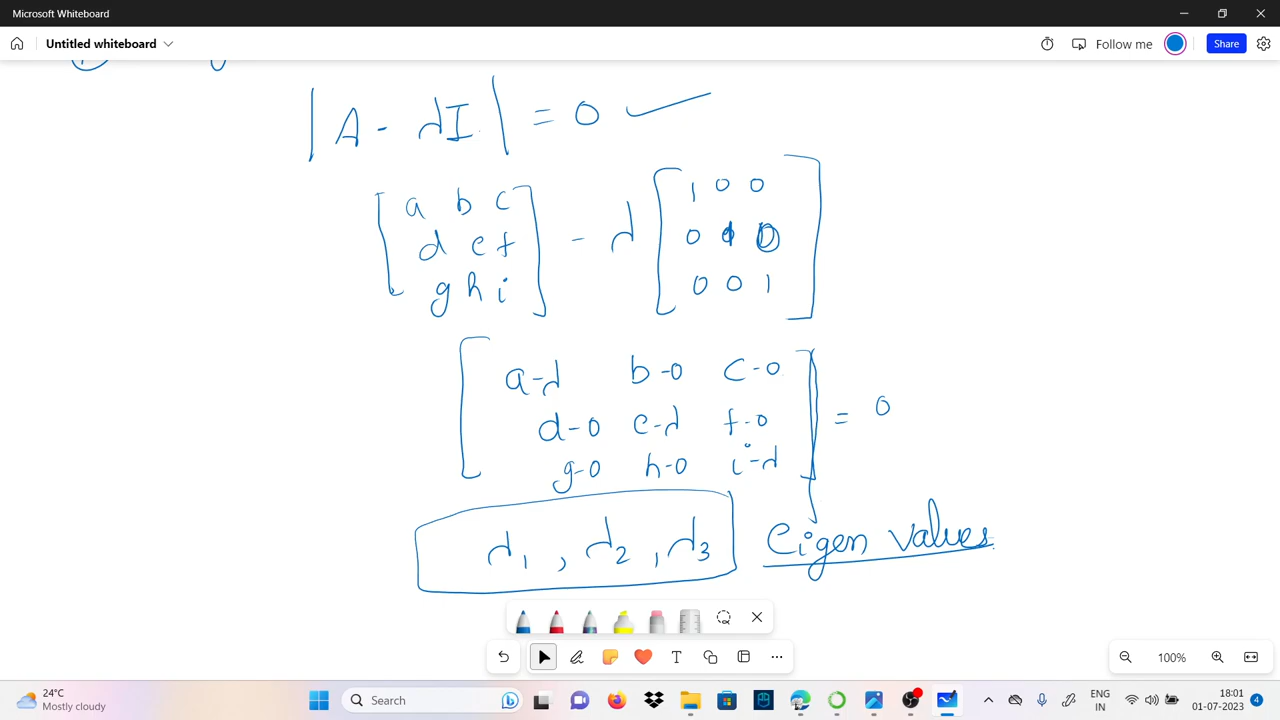 Microsoft Whiteboard
Untitled whiteboard
Follow me
Share
|A - λI| = 0
a b c
d e f
g h i
- λ
1 0 0
0 1 0
0 0 1
a-λ b-0 c-0
d-0 e-λ f-0
g-0 h-0 i-λ
= 0
λ1 , λ2 , λ3
Eigen values
100%
24°C
Mostly cloudy
Search
ENG
IN
18:01
01-07-2023
4